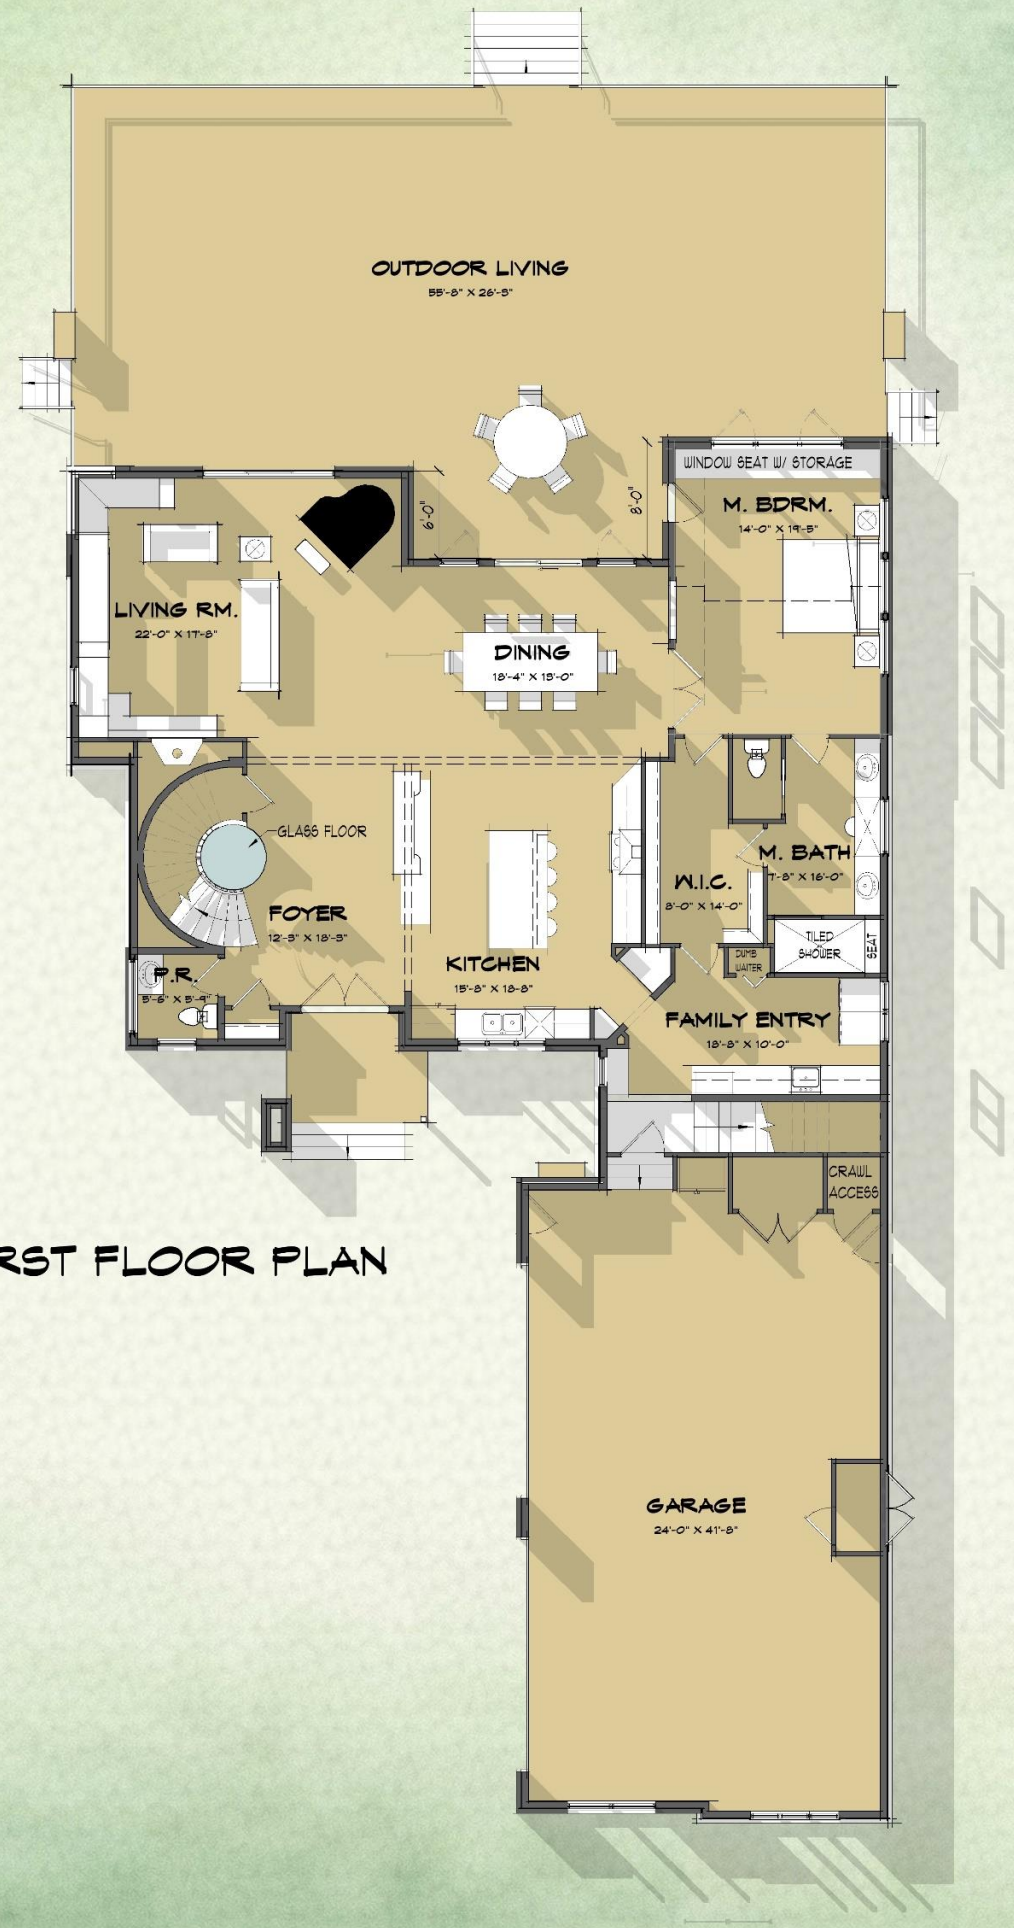 OUTDOOR LIVING
55'-8" X 26'-5"
WINDOW SEAT W/ STORAGE
6'-0"
8'-0"
M. BDRM.
14'-0" X 19'-5"
LIVING RM.
22'-0" X 17'-8"
DINING
18'-4" X 13'-0"
GLASS FLOOR
M. BATH
7'-8" X 16'-0"
W.I.C.
8'-0" X 14'-0"
FOYER
12'-3" X 18'-3"
TILED
SHOWER
SEAT
KITCHEN
15'-8" X 18'-8"
DUMB
WAITER
P.R.
5'-6" X 5'-9"
FAMILY ENTRY
18'-8" X 10'-0"
CRAWL
ACCESS
RST FLOOR PLAN
GARAGE
24'-0" X 41'-8"